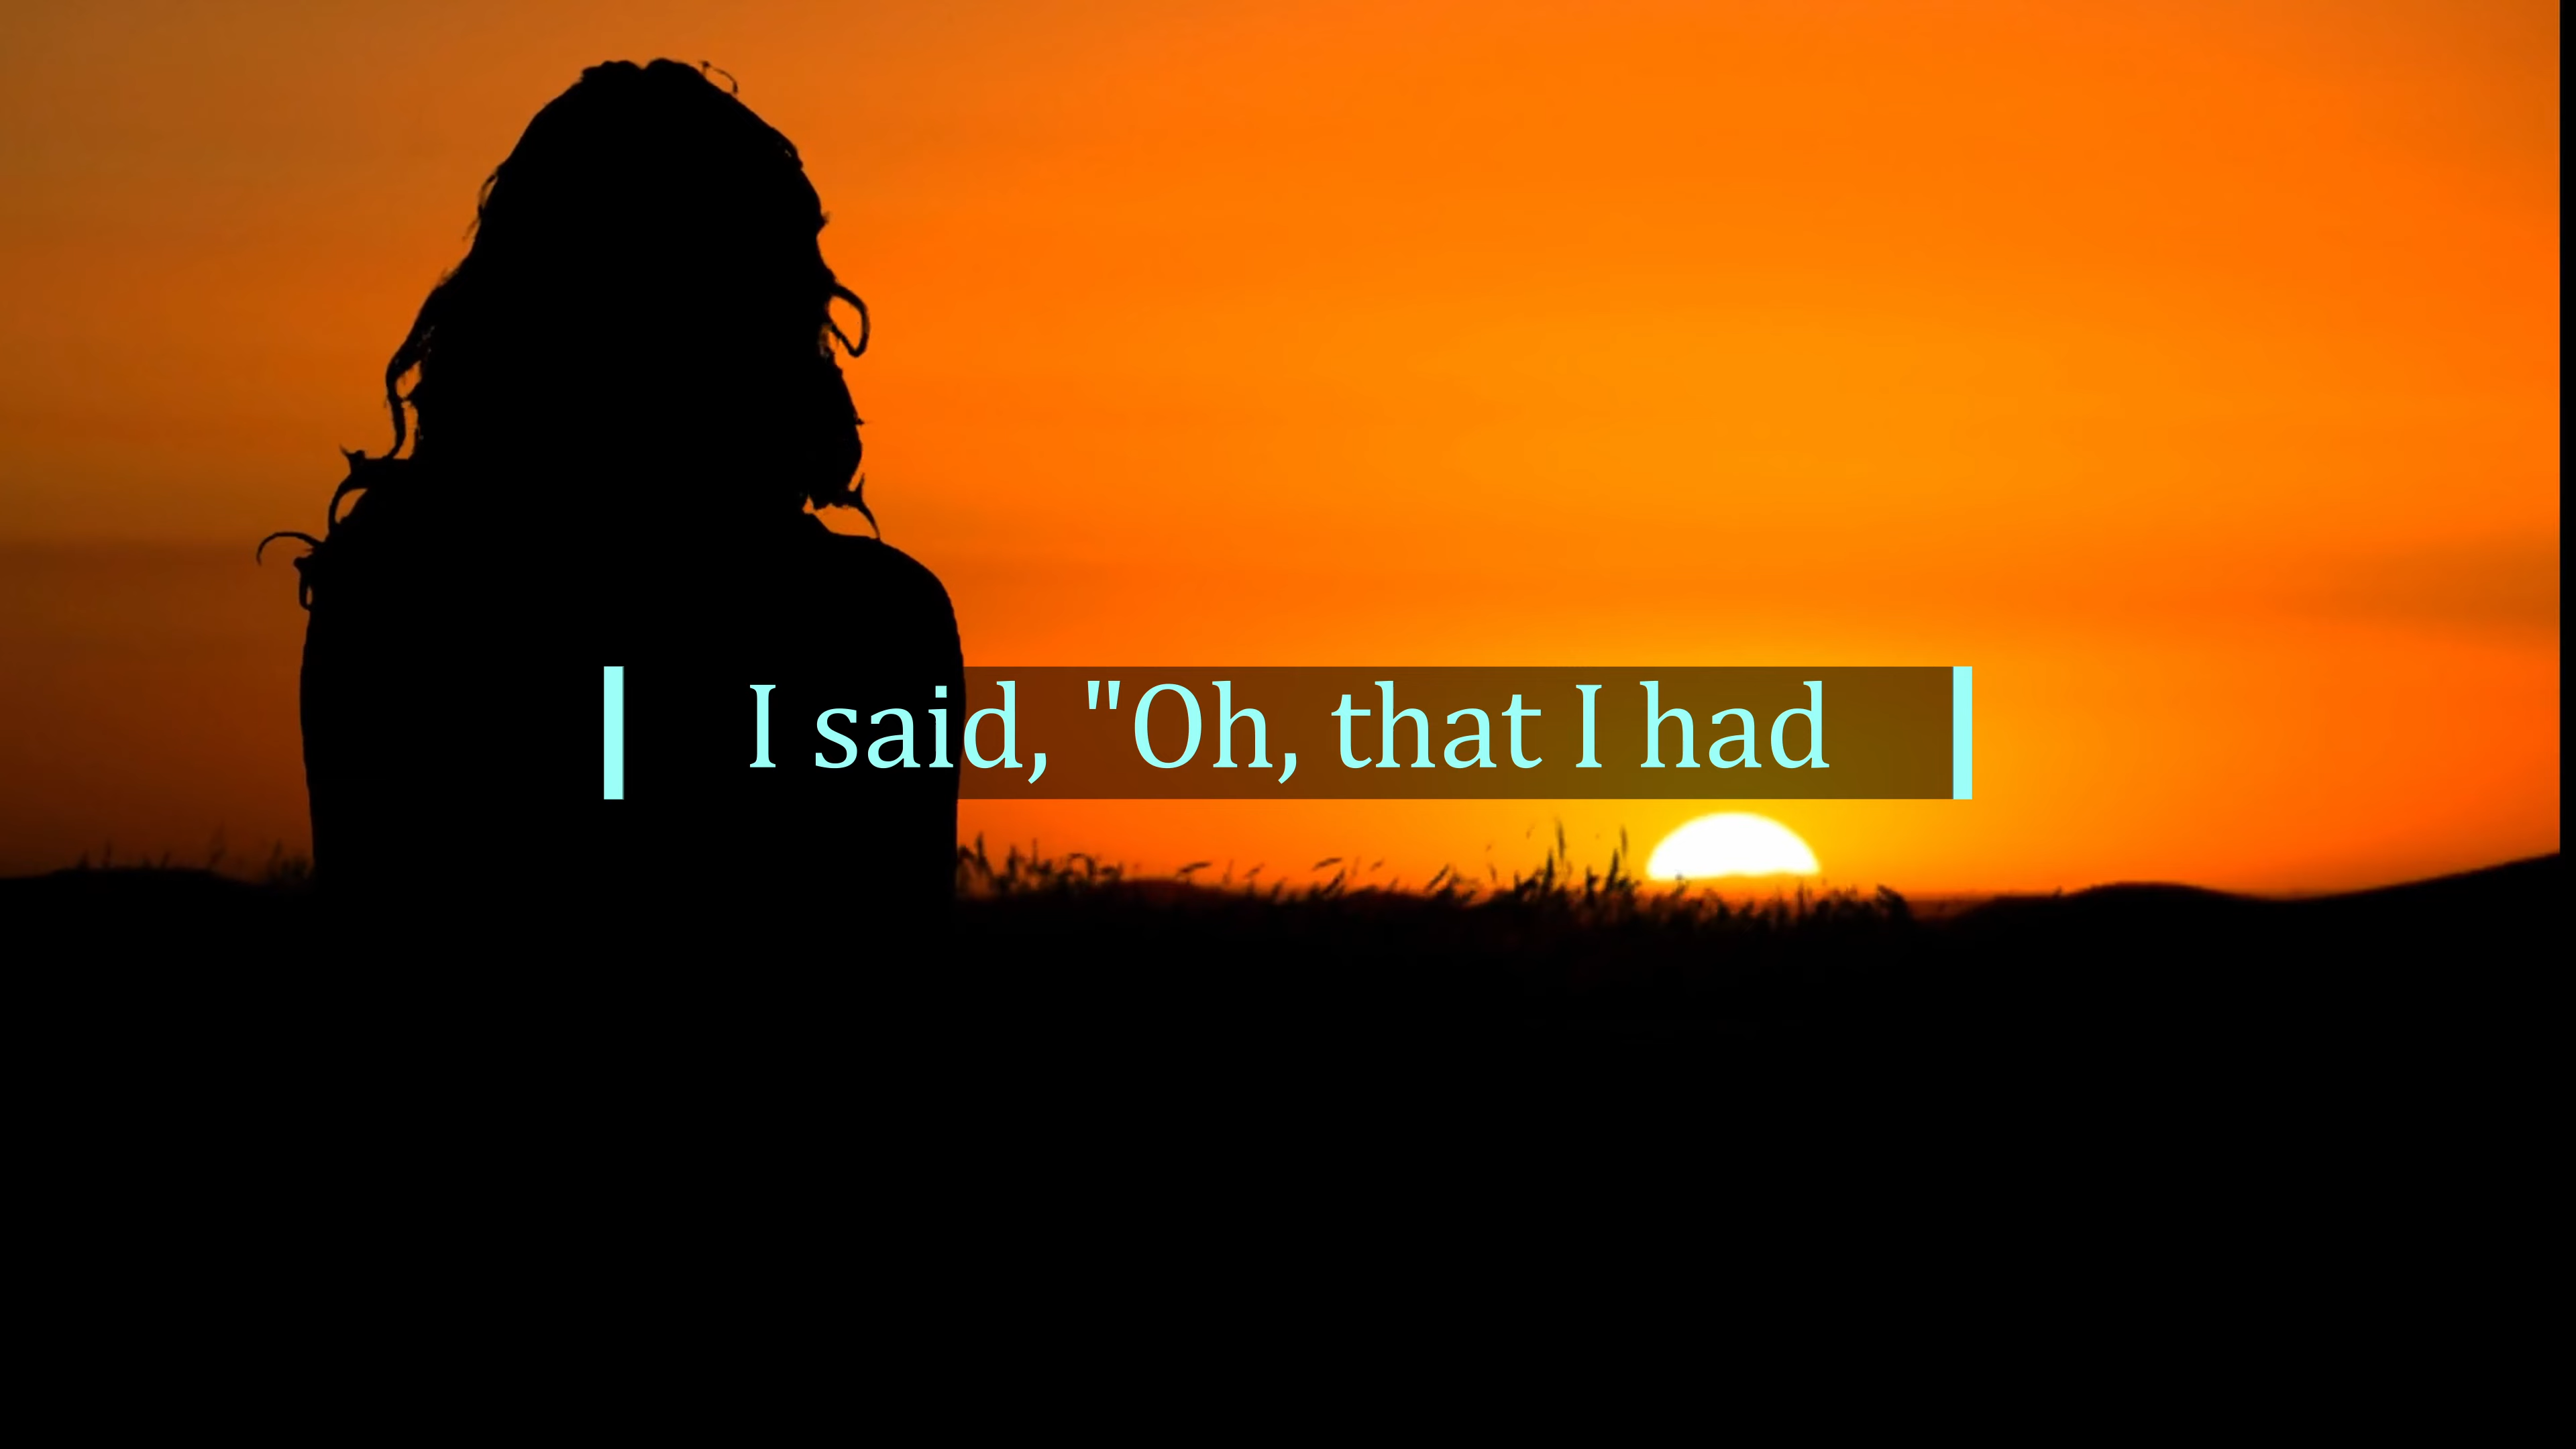 I said, "Oh, that I had